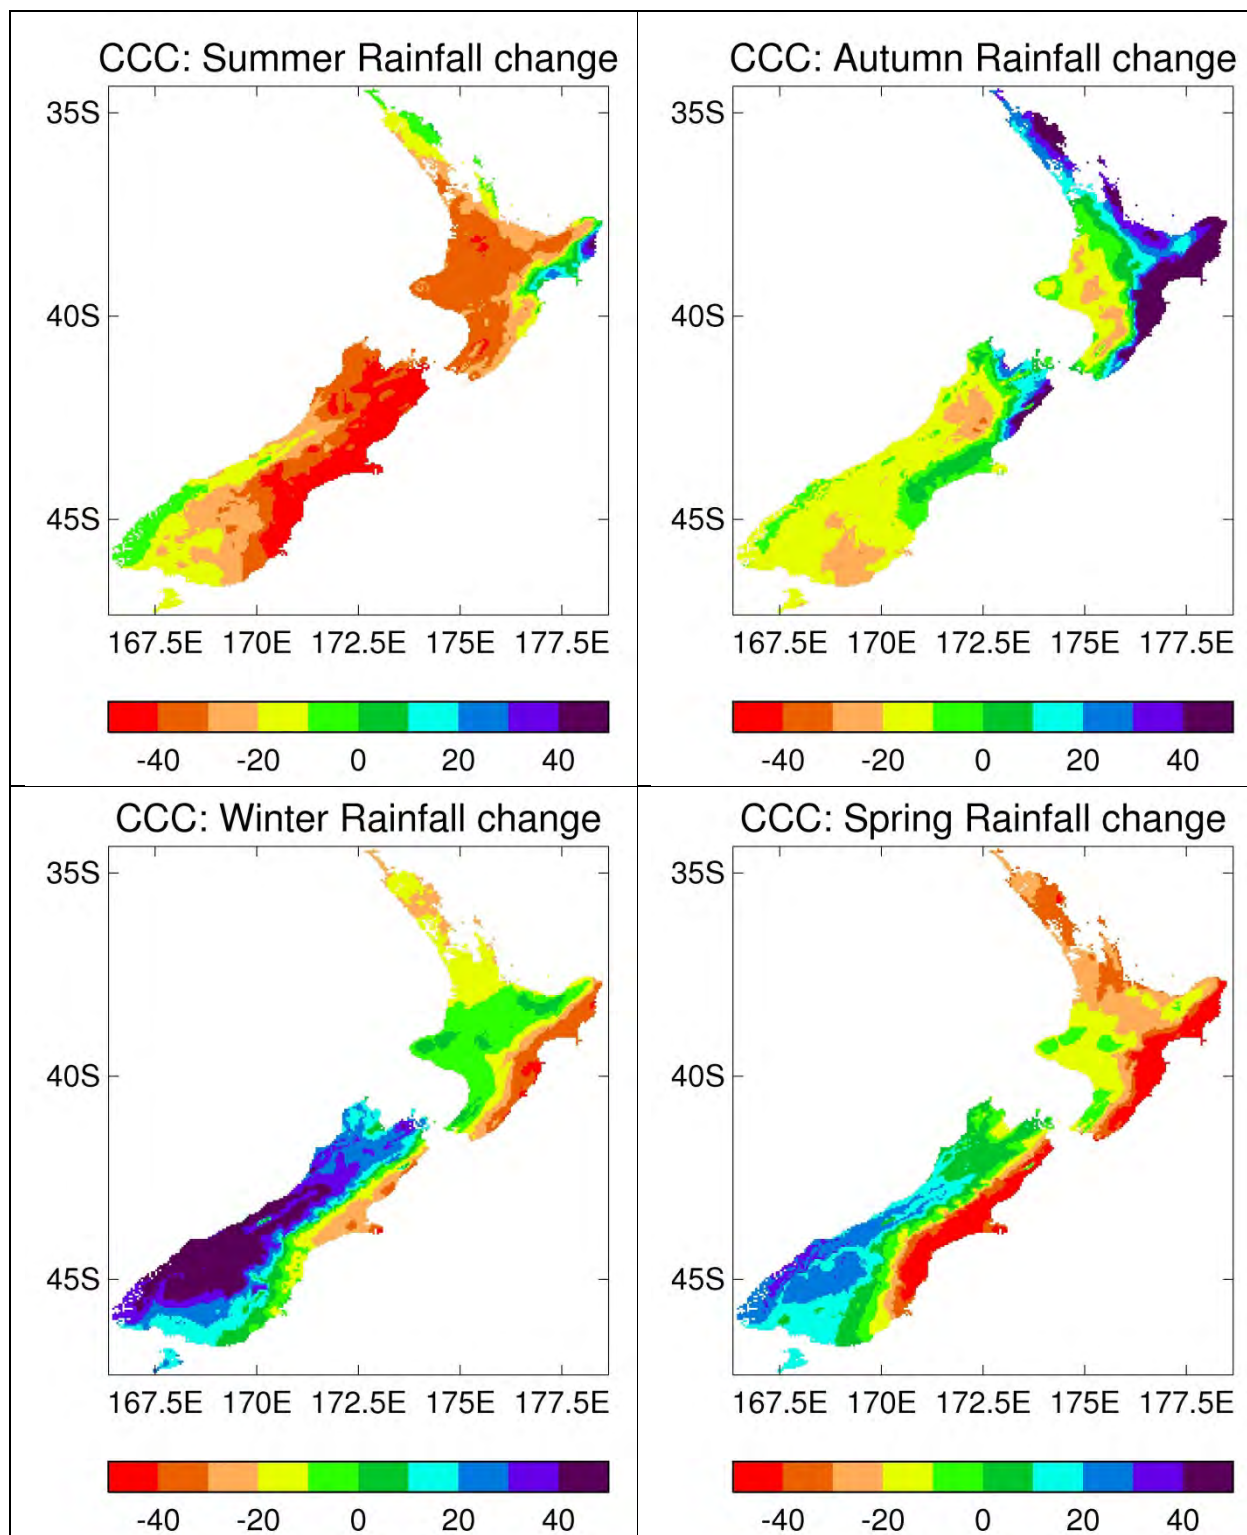 CCC: Summer Rainfall change
35S
40S
45S
167.5E 170E 172.5E 175E 177.5E
-40 -20 0 20 40
CCC: Autumn Rainfall change
35S
40S
45S
167.5E 170E 172.5E 175E 177.5E
-40 -20 0 20 40
CCC: Winter Rainfall change
35S
40S
45S
167.5E 170E 172.5E 175E 177.5E
-40 -20 0 20 40
CCC: Spring Rainfall change
35S
40S
45S
167.5E 170E 172.5E 175E 177.5E
-40 -20 0 20 40